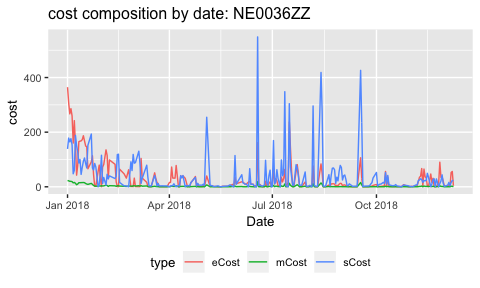 cost composition by date: NE0036ZZ
cost
400
200
0
Jan 2018 Apr 2018 Jul 2018 Oct 2018
Date
type eCost mCost sCost